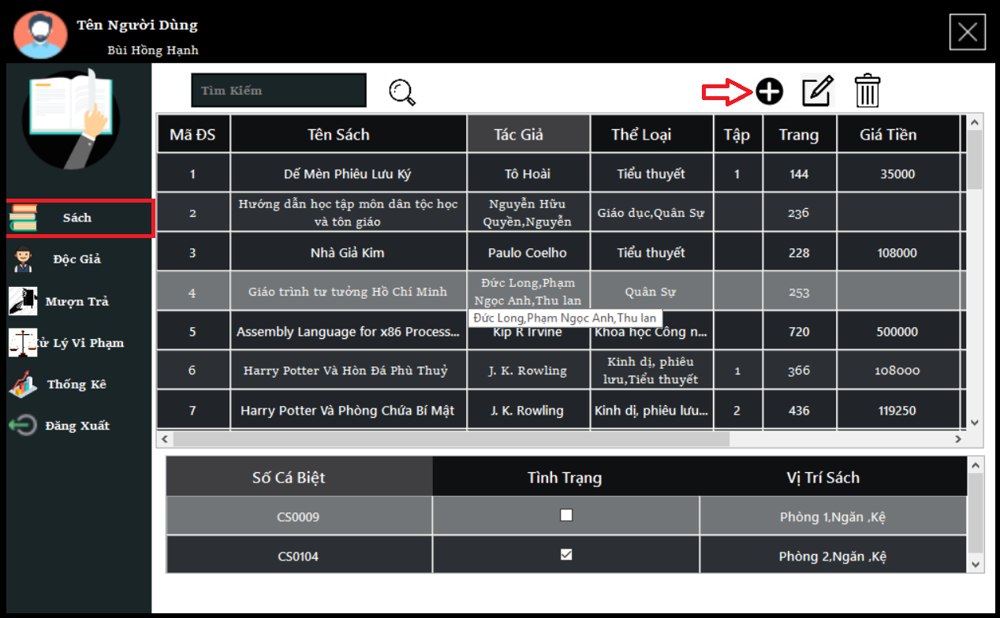 Tên Người Dùng
Bùi Hồng Hạnh
Tìm Kiếm
Sách
Độc Giả
Mượn Trả
Xử Lý Vi Phạm
Thống Kê
Đăng Xuất
Mã ĐS Tên Sách Tác Giả Thể Loại Tập Trang Giá Tiền
1 Dế Mèn Phiêu Lưu Ký Tô Hoài Tiểu thuyết 1 144 35000
2 Hướng dẫn học tập môn dân tộc học Nguyễn Hữu Giáo dục,Quân Sự 236
và tôn giáo Quyền,Nguyễn
3 Nhà Giả Kim Paulo Coelho Tiểu thuyết 228 108000
4 Giáo trình tư tưởng Hồ Chí Minh Đức Long,Phạm Quân Sự 253
Ngọc Anh,Thu lan
Đức Long,Phạm Ngọc Anh,Thu lan
5 Assembly Language for x86 Process... Kip R Irvine Khoa học Công n... 720 500000
6 Harry Potter Và Hòn Đá Phù Thuỷ J. K. Rowling Kinh dị, phiêu 1 366 108000
lưu,Tiểu thuyết
7 Harry Potter Và Phòng Chứa Bí Mật J. K. Rowling Kinh dị, phiêu lưu... 2 436 119250
Số Cá Biệt Tình Trạng Vị Trí Sách
CS0009 Phòng 1,Ngăn ,Kệ
CS0104 Phòng 2,Ngăn ,Kệ